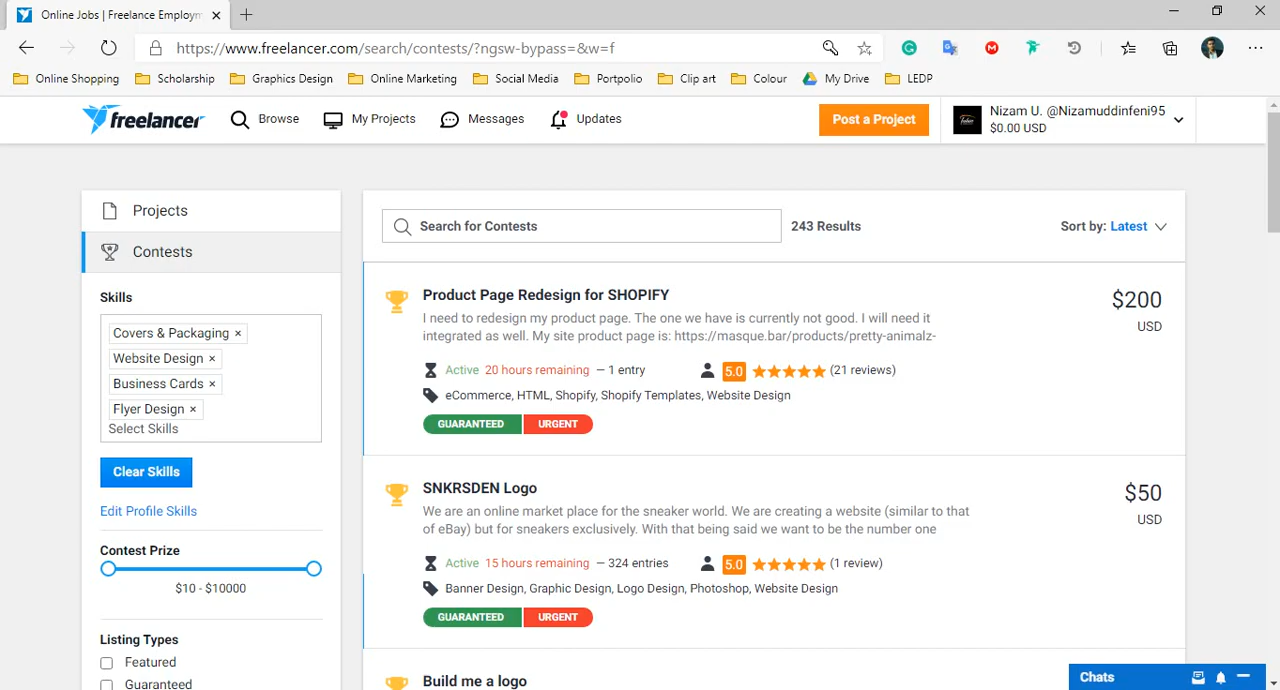 Online Jobs | Freelance Employm
https://www.freelancer.com/search/contests/?ngsw-bypass=&w=f
Online Shopping Scholarship Graphics Design Online Marketing Social Media Portpolio Clip art Colour My Drive LEDP
freelancer Browse My Projects Messages Updates Post a Project
Nizam U. @Nizamuddinfeni95
$0.00 USD
Projects
Contests
Skills
Covers & Packaging ×
Website Design ×
Business Cards ×
Flyer Design ×
Select Skills
Clear Skills
Edit Profile Skills
Contest Prize
$10 - $10000
Listing Types
Featured
Guaranteed
Search for Contests 243 Results Sort by: Latest
Product Page Redesign for SHOPIFY $200
USD
I need to redesign my product page. The one we have is currently not good. I will need it
integrated as well. My site product page is: https://masque.bar/products/pretty-animalz-
Active 20 hours remaining – 1 entry 5.0 (21 reviews)
eCommerce, HTML, Shopify, Shopify Templates, Website Design
GUARANTEED URGENT
SNKRSDEN Logo $50
USD
We are an online market place for the sneaker world. We are creating a website (similar to that
of eBay) but for sneakers exclusively. With that being said we want to be the number one
Active 15 hours remaining – 324 entries 5.0 (1 review)
Banner Design, Graphic Design, Logo Design, Photoshop, Website Design
GUARANTEED URGENT
Build me a logo
Chats